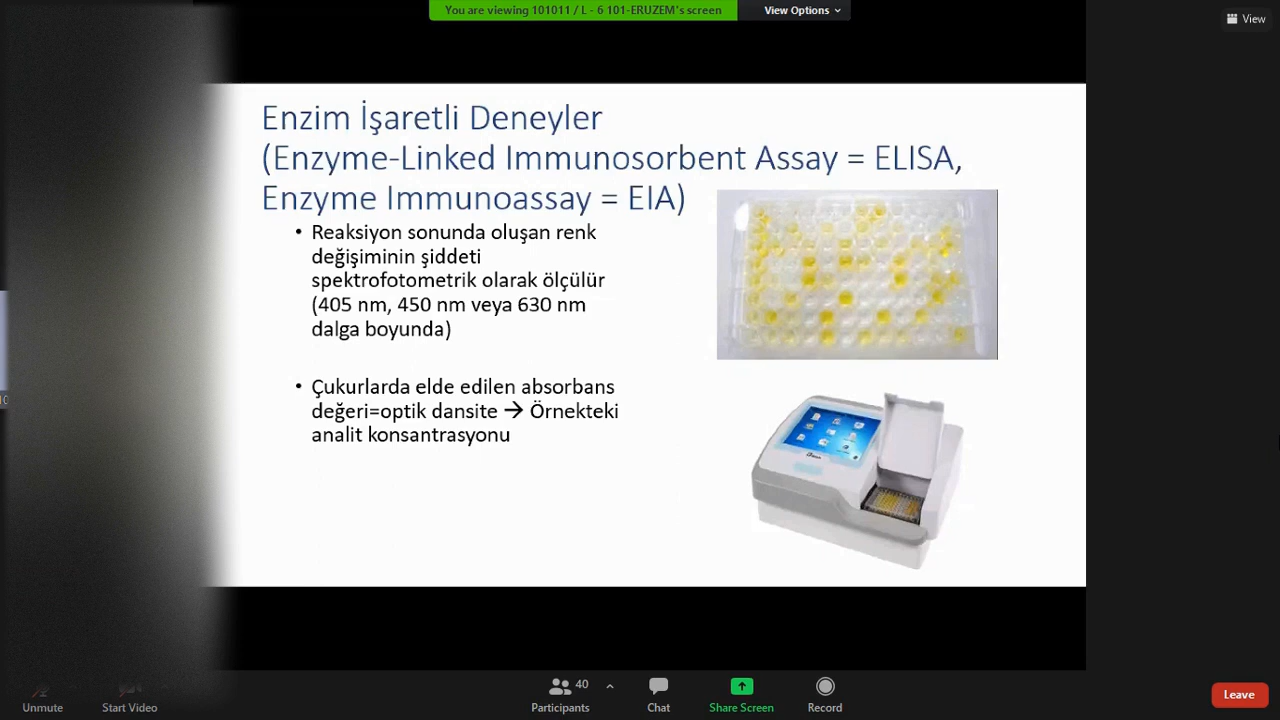 You are viewing 101011 / L - 6 101-ERUZEM's screen
View Options
View
Enzim İşaretli Deneyler
(Enzyme-Linked Immunosorbent Assay = ELISA,
Enzyme Immunoassay = EIA)
• Reaksiyon sonunda oluşan renk
değişiminin şiddeti
spektrofotometrik olarak ölçülür
(405 nm, 450 nm veya 630 nm
dalga boyunda)
• Çukurlarda elde edilen absorbans
değeri=optik dansite → Örnekteki
analit konsantrasyonu
Unmute
Start Video
Participants
40
Chat
Share Screen
Record
Leave